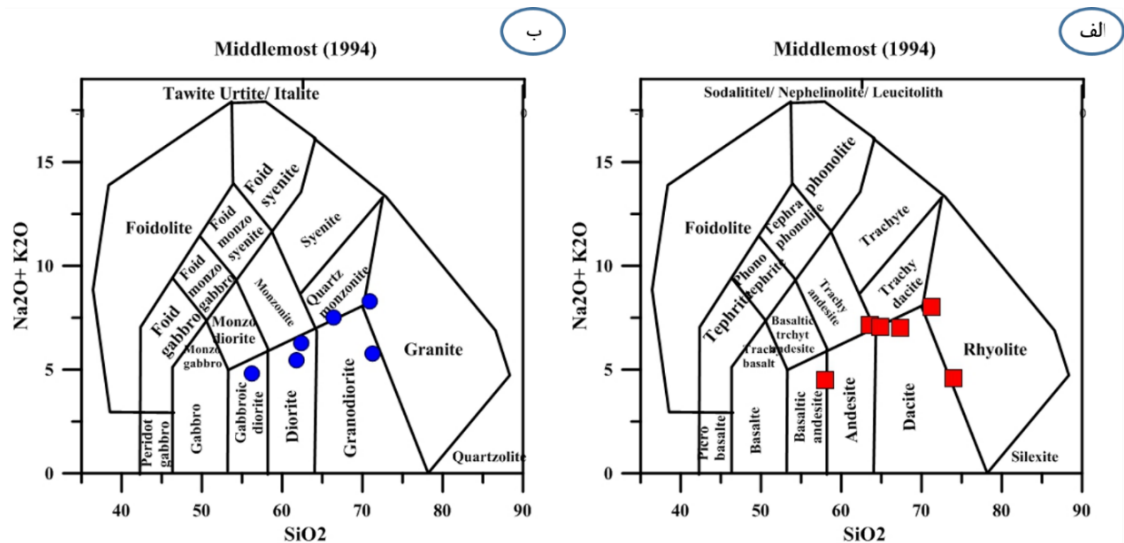 ب
Middlemost (1994)
Tawite Urtite/ Italite
Foid
syenite
Foidolite
Foid
monzo
syenite
Syenite
Foid
monzo
gabbro
Foid
gabbro
Monzonite
Quartz
monzonite
Monzo
diorite
Monzo
gabbro
Granite
Peridot
gabbro
Gabbro
Gabbroic
diorite
Diorite
Granodiorite
Quartzolite
Na2O+ K2O
15
10
5
0
40
50
60
70
80
90
SiO2
الف
Middlemost (1994)
Sodalititel/ Nephelinolite/ Leucitolith
phonolite
Foidolite
Tephra
phonolite
Trachyte
Phono
tephrite
Tephrite
Trachy
andesite
Trachy
dacite
Basaltic
trchyt
andesite
Trachy
basalt
Rhyolite
Picro
basalte
Basalte
Basaltic
andesite
Andesite
Dacite
Silexite
Na2O+ K2O
15
10
5
0
40
50
60
70
80
90
SiO2